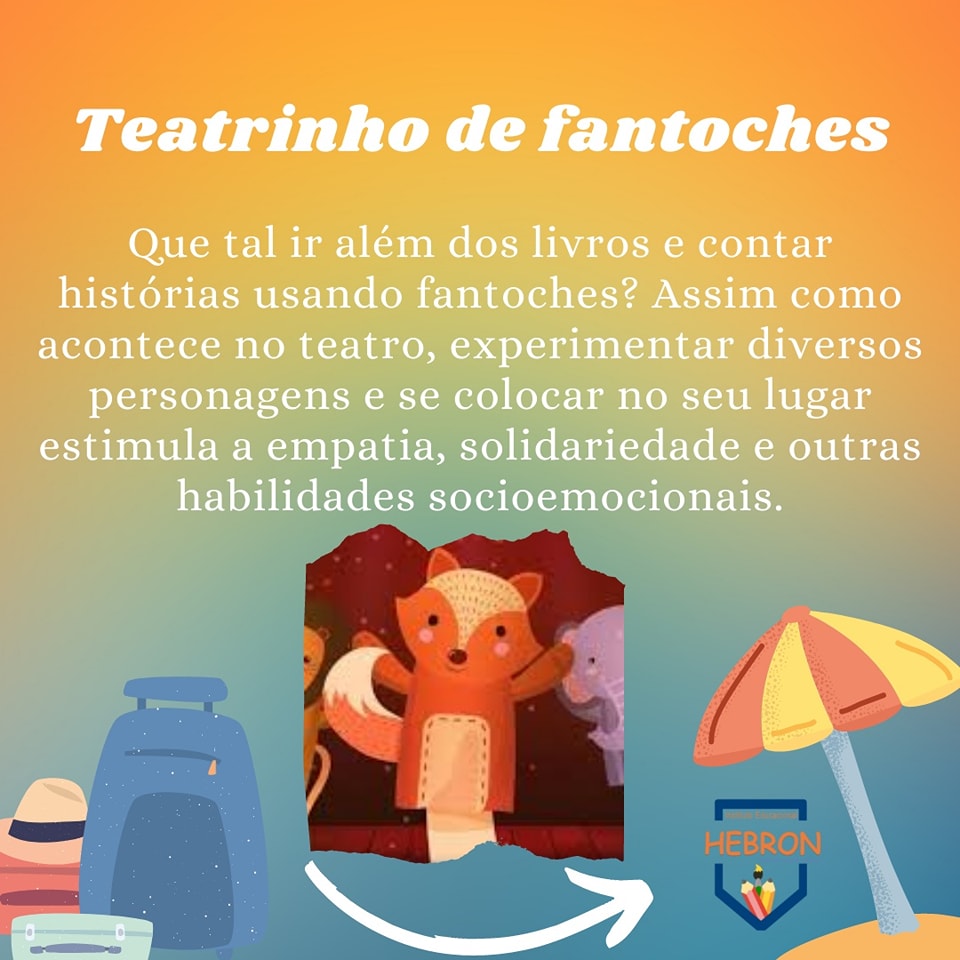 Teatrinho de fantoches
Que tal ir além dos livros e contar
histórias usando fantoches? Assim como
acontece no teatro, experimentar diversos
personagens e se colocar no seu lugar
estimula a empatia, solidariedade e outras
habilidades socioemocionais.
Educacional
HEBRON